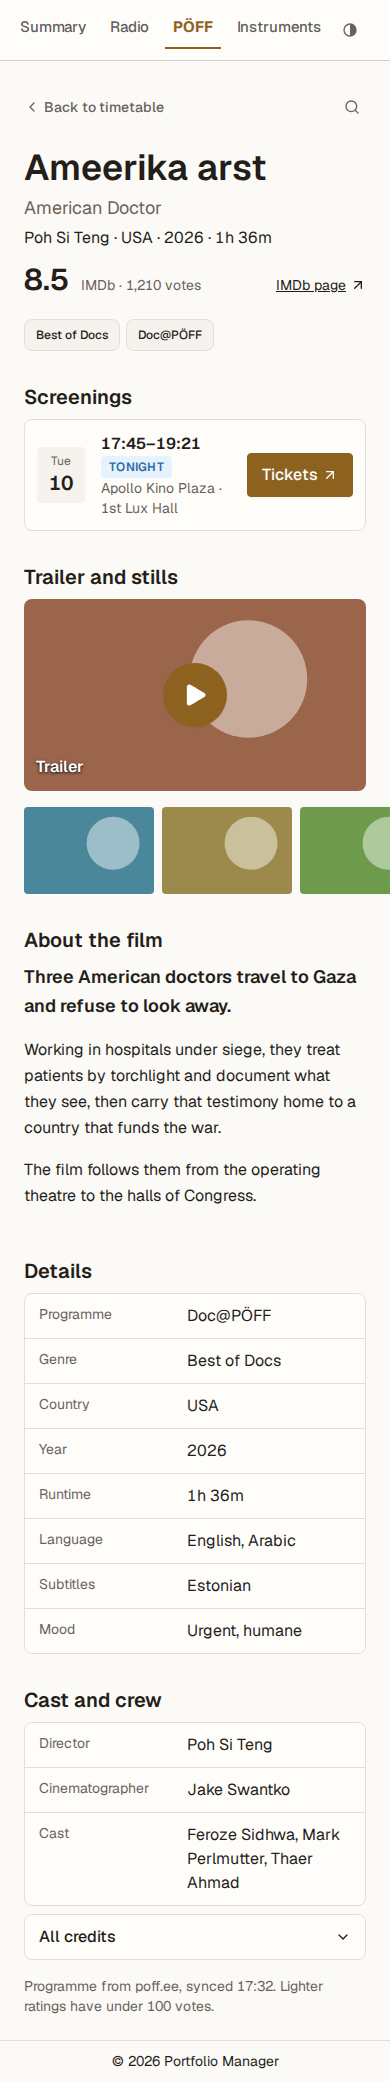 Summary Radio PÖFF Instruments
Back to timetable
Ameerika arst
American Doctor
Poh Si Teng · USA · 2026 · 1h 36m
8.5 IMDb · 1,210 votes IMDb page
Best of Docs Doc@PÖFF
Screenings
Tue
10
17:45–19:21
TONIGHT
Apollo Kino Plaza ·
1st Lux Hall
Tickets
Trailer and stills
Trailer
About the film
Three American doctors travel to Gaza
and refuse to look away.
Working in hospitals under siege, they treat
patients by torchlight and document what
they see, then carry that testimony home to a
country that funds the war.
The film follows them from the operating
theatre to the halls of Congress.
Details
Programme Doc@PÖFF
Genre Best of Docs
Country USA
Year 2026
Runtime 1h 36m
Language English, Arabic
Subtitles Estonian
Mood Urgent, humane
Cast and crew
Director Poh Si Teng
Cinematographer Jake Swantko
Cast Feroze Sidhwa, Mark
Perlmutter, Thaer
Ahmad
All credits
Programme from poff.ee, synced 17:32. Lighter
ratings have under 100 votes.
© 2026 Portfolio Manager